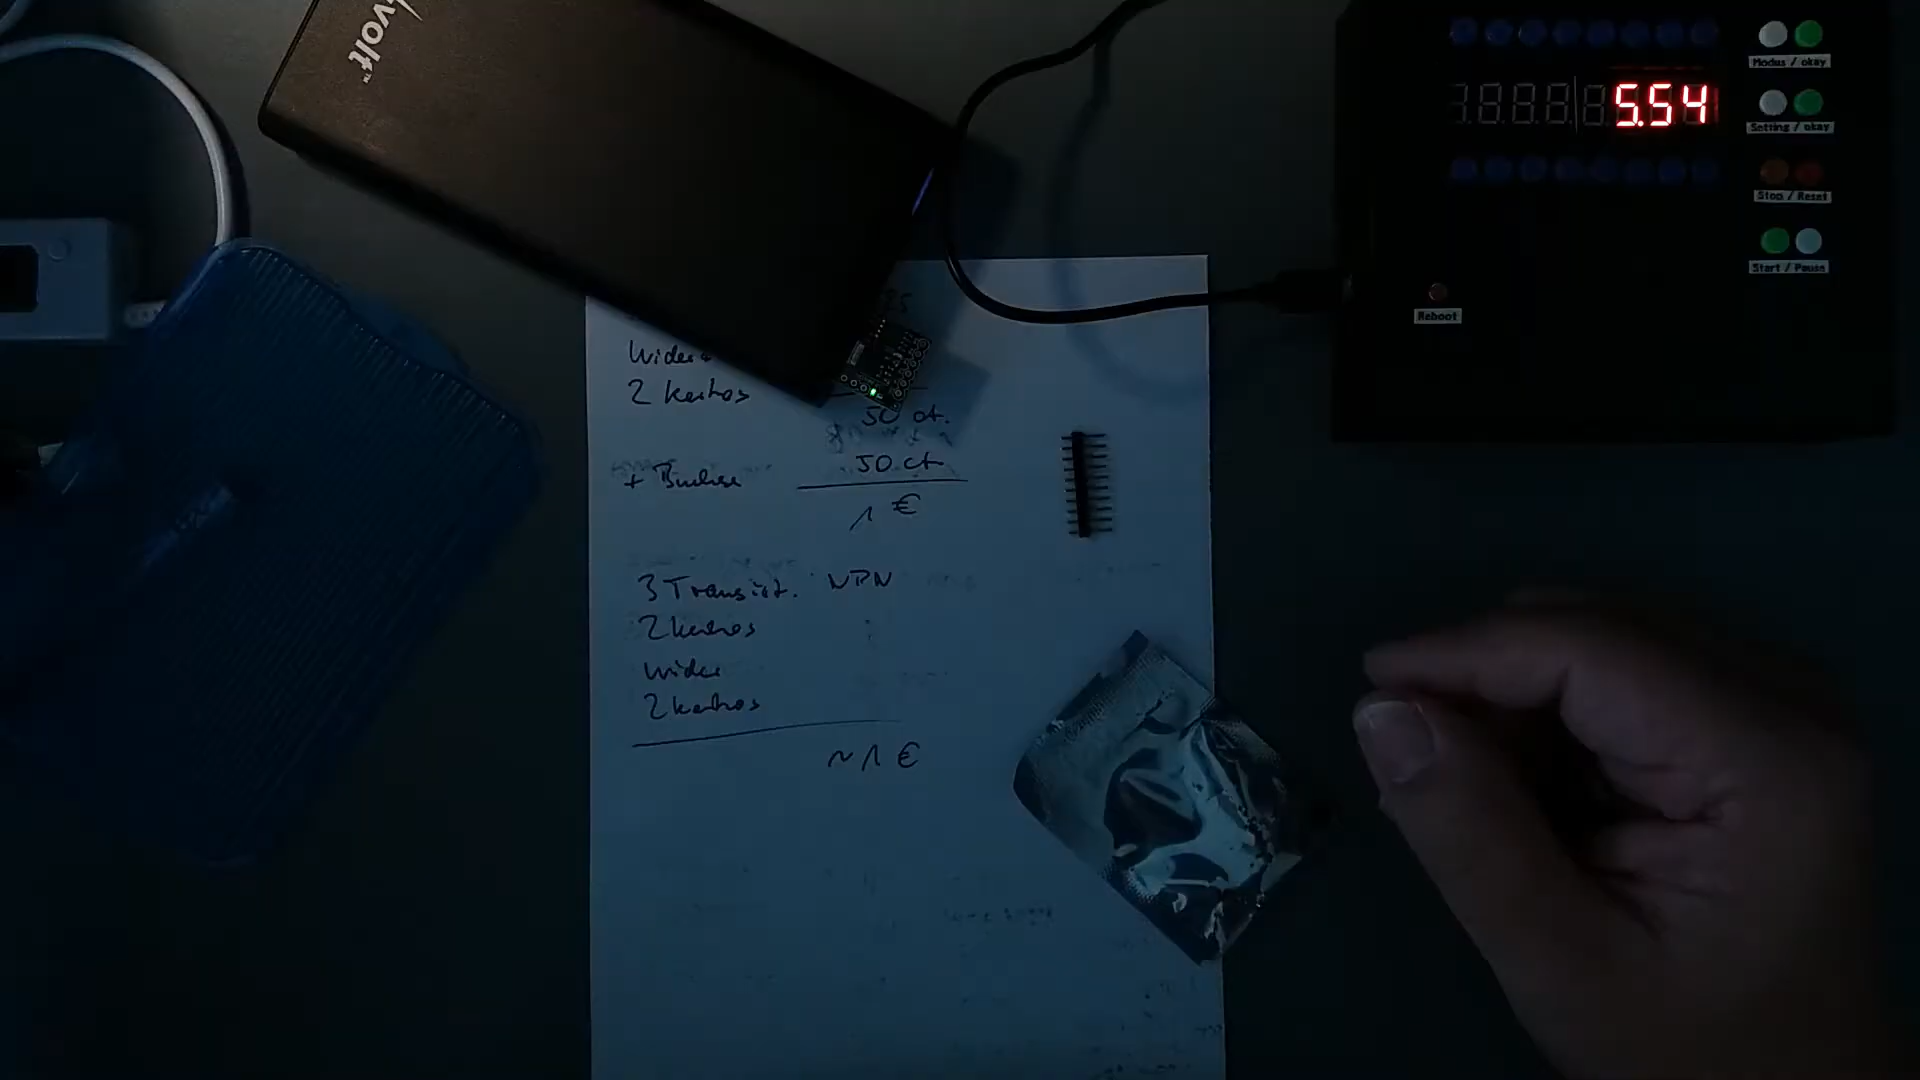 volt™
5.54
Modus / okay
Setting / okay
Stop / Reset
Start / Pause
Reboot
2 kerkos
50 ct.
50 ct
+ Buchse
1 €
3 Transist. NPN
2 kerkos
Wider
2 kerkos
~ 1 €